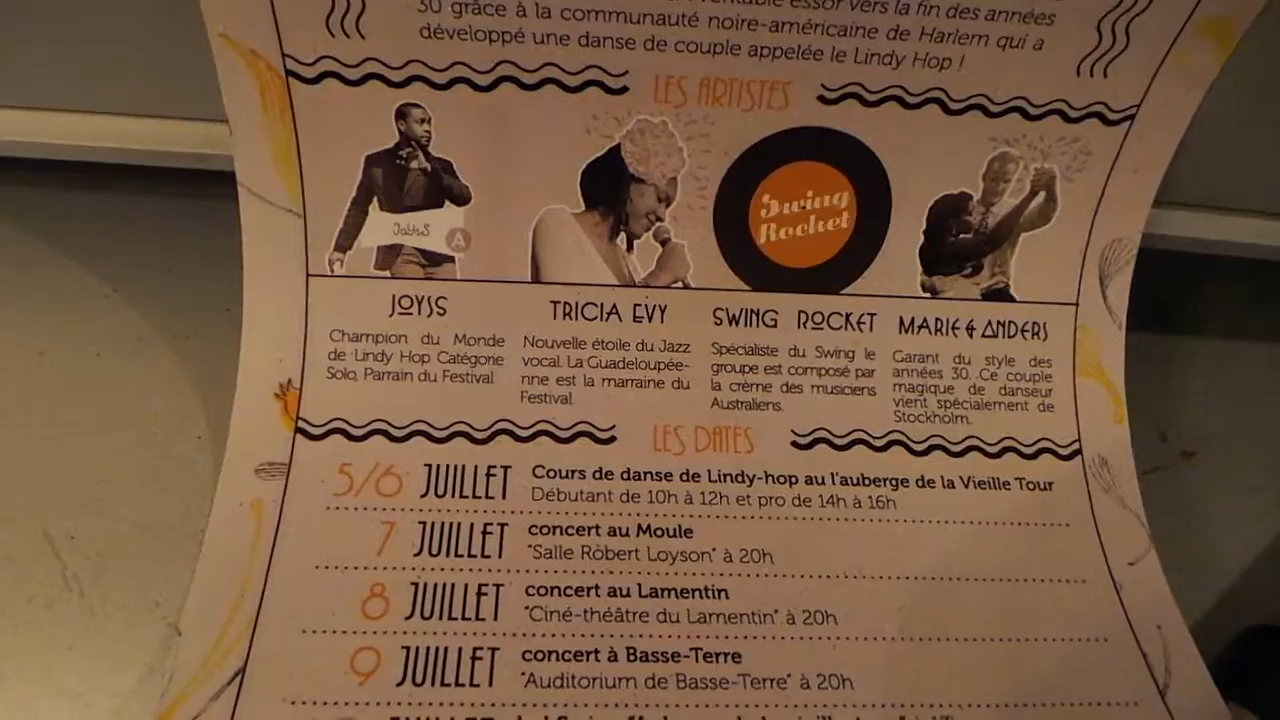 essor vers la fin des années
30 grâce à la communauté noire-américaine de Harlem qui a
développé une danse de couple appelée le Lindy Hop !
LES ARTISTES
JoYsS
A
Swing
Rocket
JOYSS
Champion du Monde
de Lindy Hop Catégorie
Solo, Parrain du Festival
TRICIA EVY
Nouvelle étoile du Jazz
vocal. La Guadeloupée-
nne est la marraine du
Festival.
SWING ROCKET
Spécialiste du Swing le
groupe est composé par
la crème des musiciens
Australiens.
MARIE & ANDERS
Garant du style des
années 30. Ce couple
magique de danseur
vient spécialement de
Stockholm.
LES DATES
5/6 JUILLET
Cours de danse de Lindy-hop au l'auberge de la Vieille Tour
Débutant de 10h à 12h et pro de 14h à 16h
7 JUILLET
concert au Moule
"Salle Robert Loyson" à 20h
8 JUILLET
concert au Lamentin
"Ciné-théâtre du Lamentin" à 20h
9 JUILLET
concert à Basse-Terre
"Auditorium de Basse-Terre" à 20h